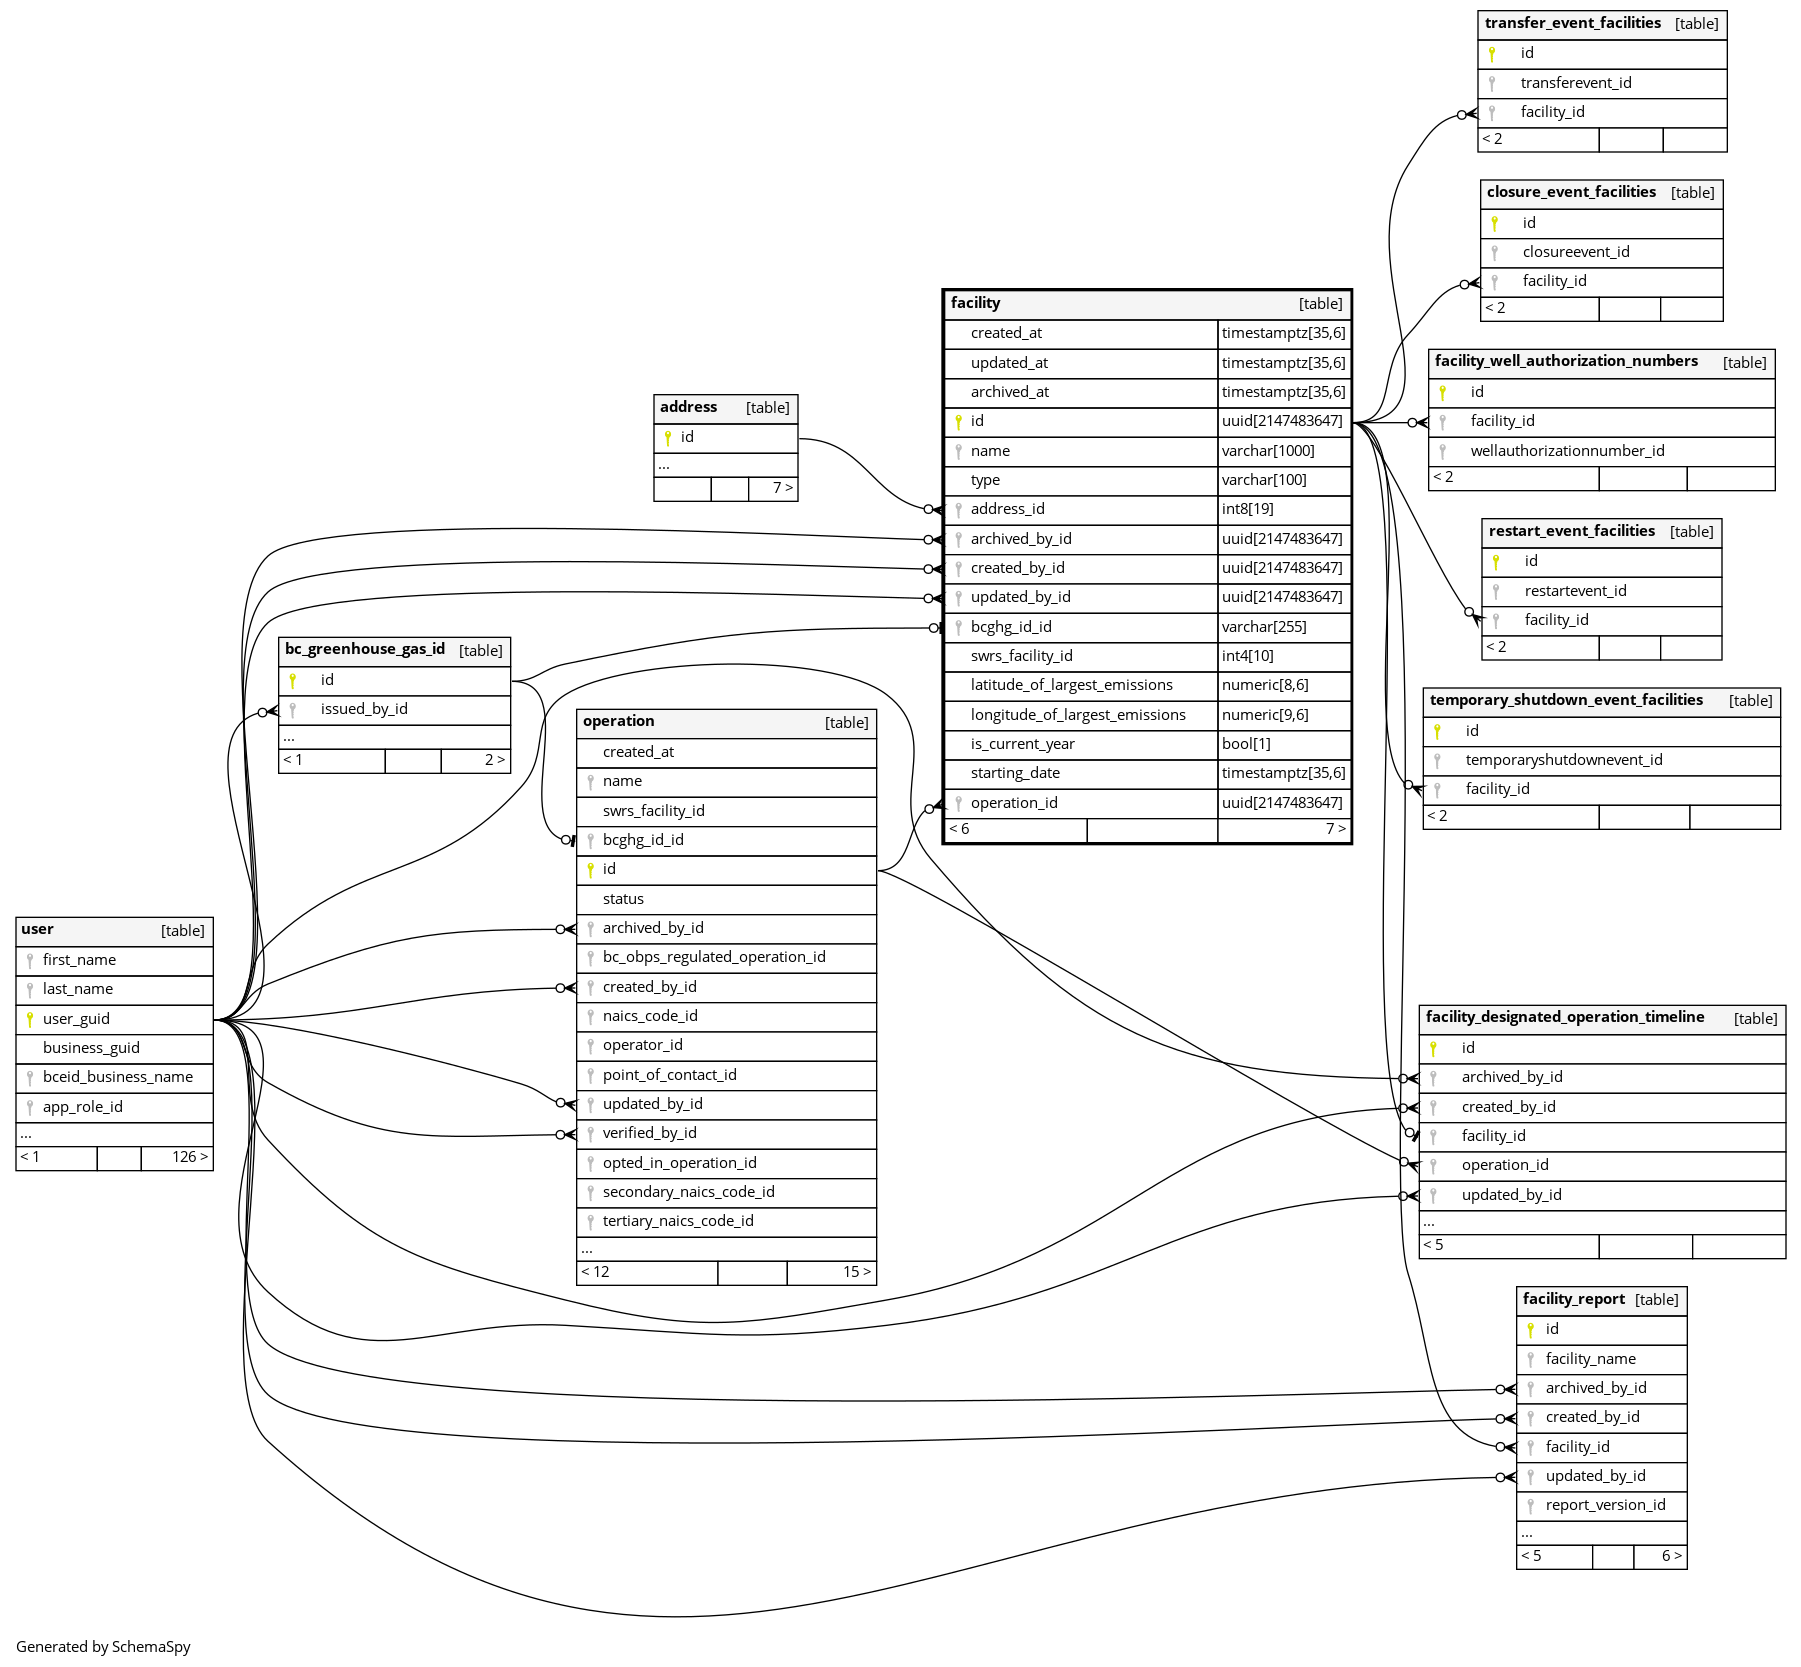 transfer_event_facilities [table]
id
transferevent_id
facility_id
< 2
closure_event_facilities [table]
id
closureevent_id
facility_id
< 2
facility [table]
created_at timestamptz[35,6]
updated_at timestamptz[35,6]
archived_at timestamptz[35,6]
id uuid[2147483647]
name varchar[1000]
type varchar[100]
address_id int8[19]
archived_by_id uuid[2147483647]
created_by_id uuid[2147483647]
updated_by_id uuid[2147483647]
bcghg_id_id varchar[255]
swrs_facility_id int4[10]
latitude_of_largest_emissions numeric[8,6]
longitude_of_largest_emissions numeric[9,6]
is_current_year bool[1]
starting_date timestamptz[35,6]
operation_id uuid[2147483647]
< 6 7 >
facility_well_authorization_numbers [table]
id
facility_id
wellauthorizationnumber_id
< 2
address [table]
id
...
7 >
restart_event_facilities [table]
id
restartevent_id
facility_id
< 2
bc_greenhouse_gas_id [table]
id
issued_by_id
...
< 1 2 >
temporary_shutdown_event_facilities [table]
id
temporaryshutdownevent_id
facility_id
< 2
operation [table]
created_at
name
swrs_facility_id
bcghg_id_id
id
status
archived_by_id
bc_obps_regulated_operation_id
created_by_id
naics_code_id
operator_id
point_of_contact_id
updated_by_id
verified_by_id
opted_in_operation_id
secondary_naics_code_id
tertiary_naics_code_id
...
< 12 15 >
user [table]
first_name
last_name
user_guid
business_guid
bceid_business_name
app_role_id
...
< 1 126 >
facility_designated_operation_timeline [table]
id
archived_by_id
created_by_id
facility_id
operation_id
updated_by_id
...
< 5
facility_report [table]
id
facility_name
archived_by_id
created_by_id
facility_id
updated_by_id
report_version_id
...
< 5 6 >
Generated by SchemaSpy